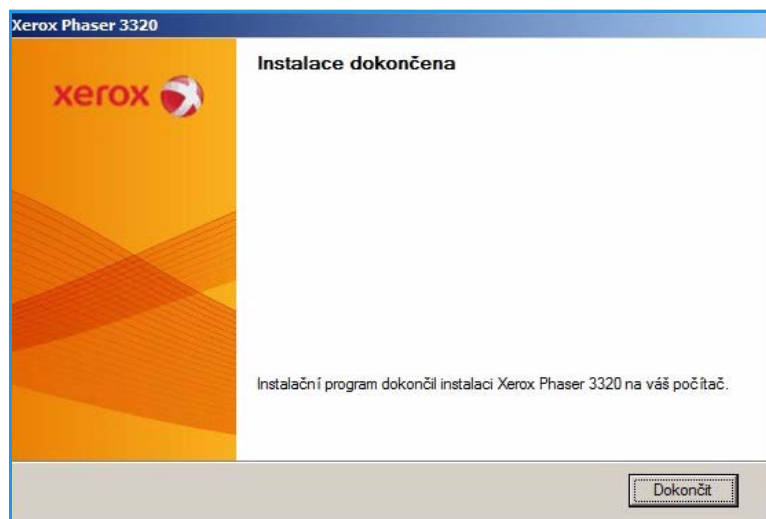 Xerox Phaser 3320
Instalace dokončena
xerox
Instalační program dokončil instalaci Xerox Phaser 3320 na váš počítač.
Dokončit